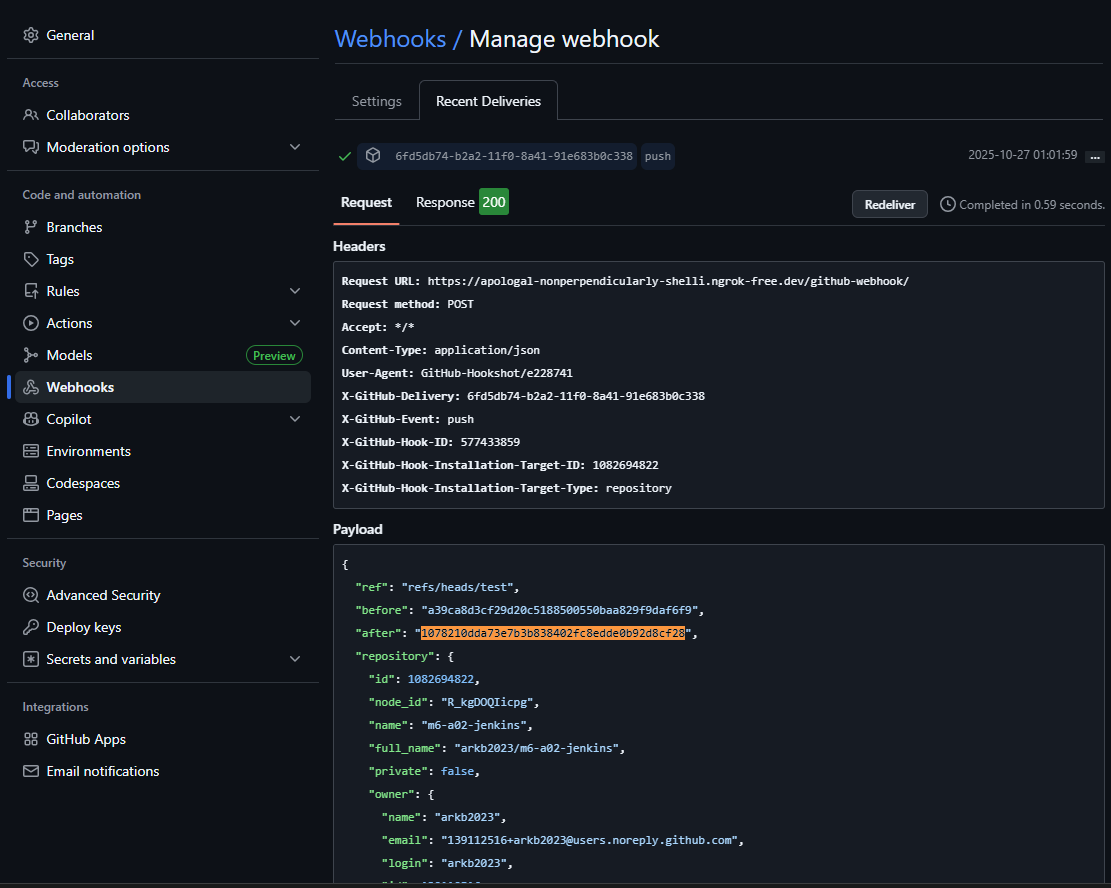 General
Access
Collaborators
Moderation options
Code and automation
Branches
Tags
Rules
Actions
Models Preview
Webhooks
Copilot
Environments
Codespaces
Pages
Security
Advanced Security
Deploy keys
Secrets and variables
Integrations
GitHub Apps
Email notifications
Webhooks / Manage webhook
Settings Recent Deliveries
6fd5db74-b2a2-11f0-8a41-91e683b0c338 push 2025-10-27 01:01:59 ...
Request Response 200 Redeliver Completed in 0.59 seconds.
Headers
Request URL: https://apologal-nonperpendicularly-shelli.ngrok-free.dev/github-webhook/
Request method: POST
Accept: */*
Content-Type: application/json
User-Agent: GitHub-Hookshot/e228741
X-GitHub-Delivery: 6fd5db74-b2a2-11f0-8a41-91e683b0c338
X-GitHub-Event: push
X-GitHub-Hook-ID: 577433859
X-GitHub-Hook-Installation-Target-ID: 1082694822
X-GitHub-Hook-Installation-Target-Type: repository
Payload
{
"ref": "refs/heads/test",
"before": "a39ca8d3cf29d20c5188500550baa829f9daf6f9",
"after": "1078210dda73e7b3b838402fc8edde0b92d8cf28",
"repository": {
"id": 1082694822,
"node_id": "R_kgDOQIicpg",
"name": "m6-a02-jenkins",
"full_name": "arkb2023/m6-a02-jenkins",
"private": false,
"owner": {
"name": "arkb2023",
"email": "139112516+arkb2023@users.noreply.github.com",
"login": "arkb2023",